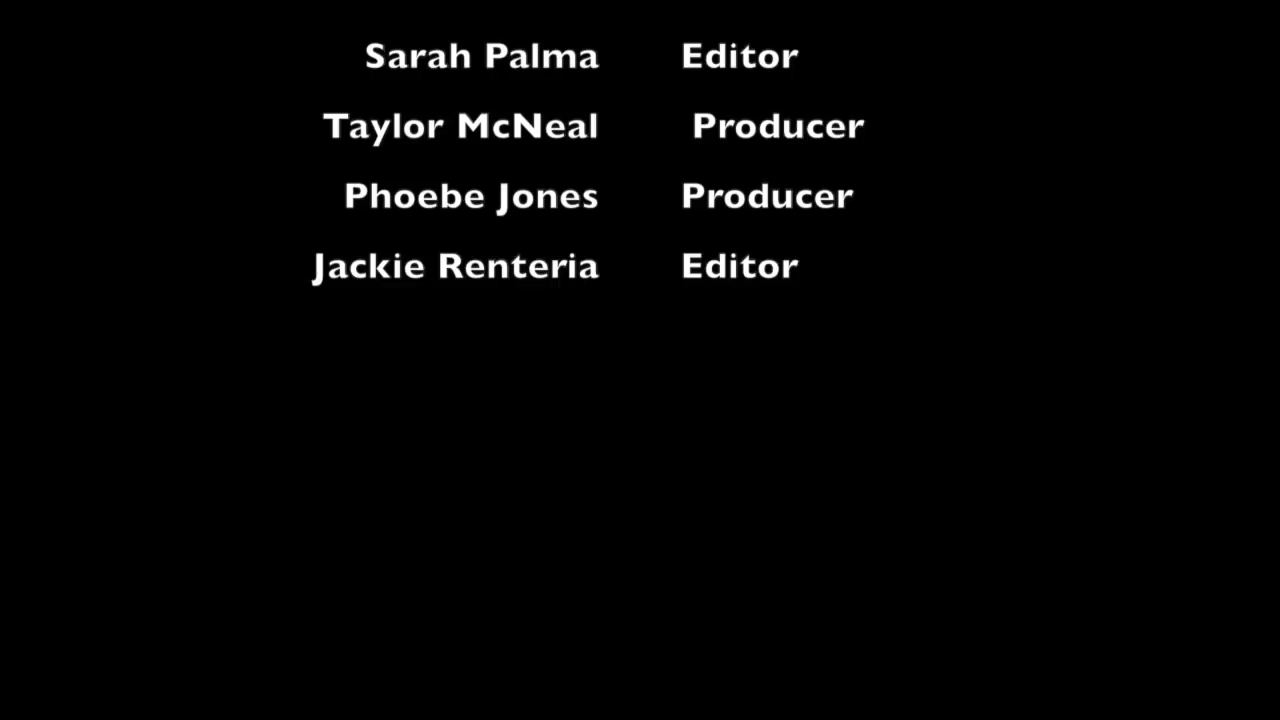 Sarah Palma Editor
Taylor McNeal Producer
Phoebe Jones Producer
Jackie Renteria Editor